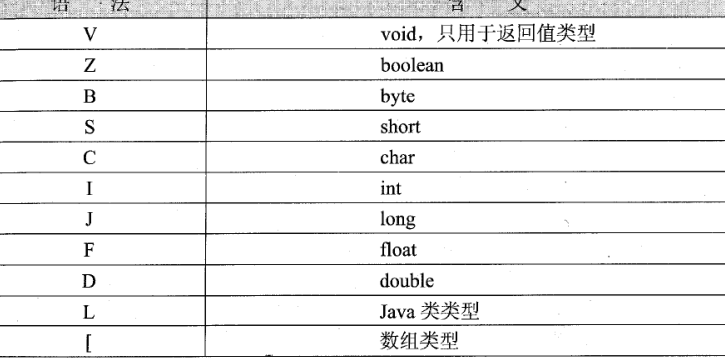 语 法 含 义
V void，只用于返回值类型
Z boolean
B byte
S short
C char
I int
J long
F float
D double
L Java 类类型
[ 数组类型